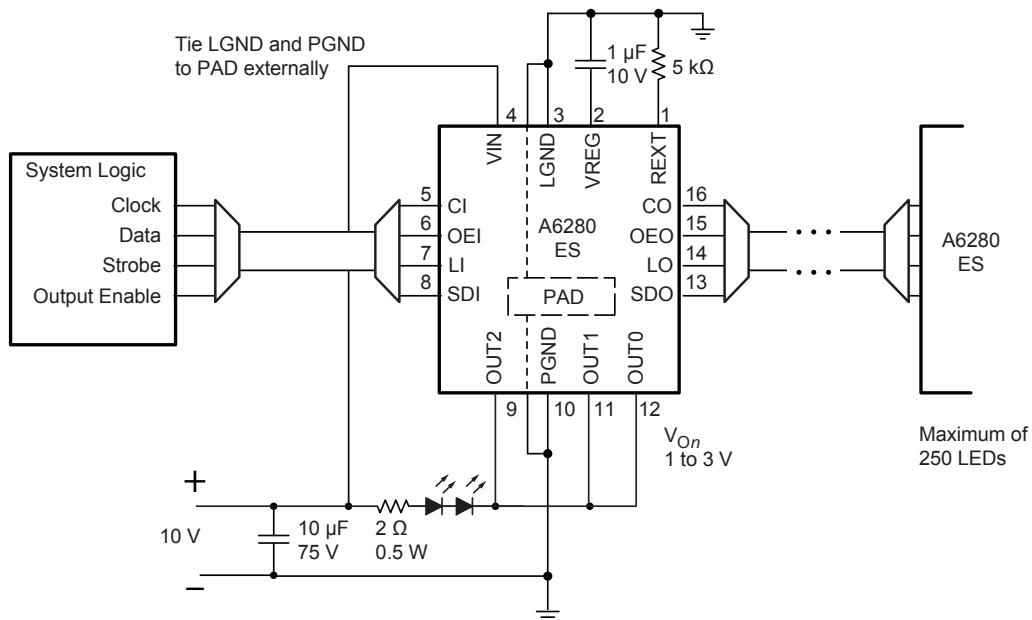 Tie LGND and PGND
to PAD externally
1 µF
10 V
5 kΩ
4
3
2
1
VIN
LGND
VREG
REXT
System Logic
Clock
Data
Strobe
Output Enable
5
6
7
8
CI
OEI
LI
SDI
A6280
ES
PAD
CO
OEO
LO
SDO
16
15
14
13
A6280
ES
OUT2
PGND
OUT1
OUT0
9
10
11
12
VOn
1 to 3 V
Maximum of
250 LEDs
+
10 V
–
10 µF
75 V
2 Ω
0.5 W